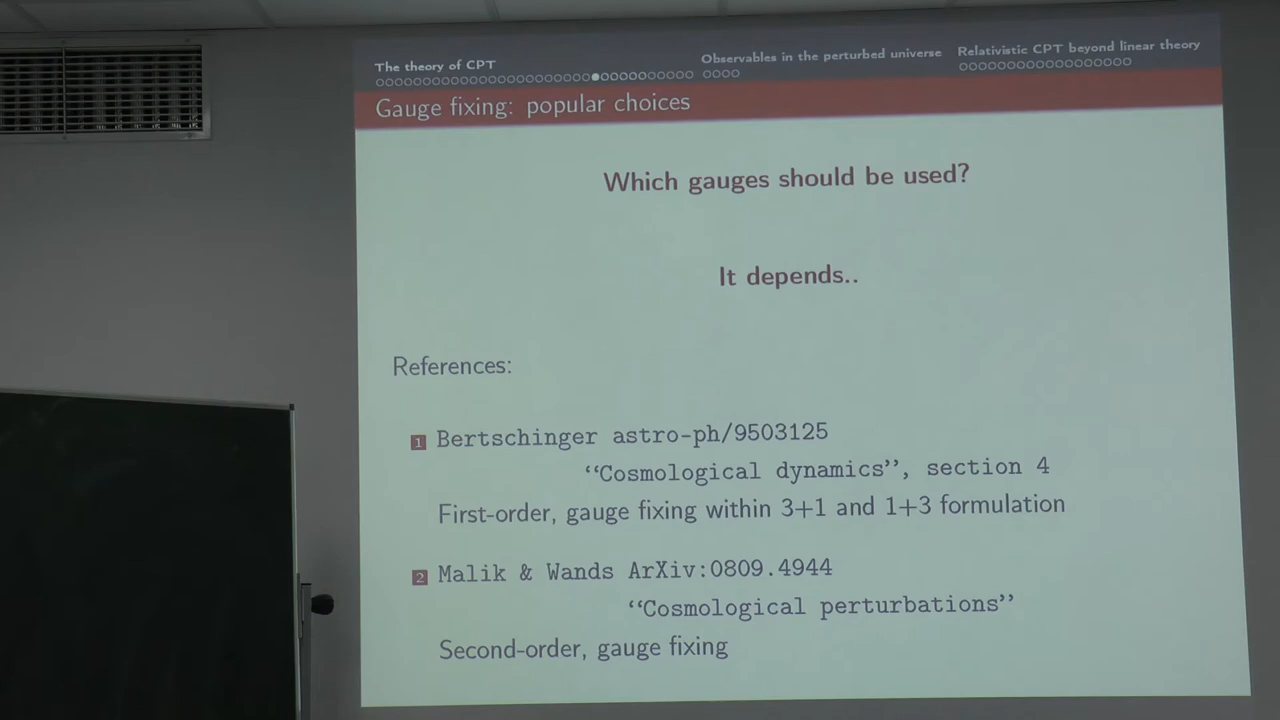 The theory of CPT
Observables in the perturbed universe
Relativistic CPT beyond linear theory
Gauge fixing: popular choices
Which gauges should be used?
It depends..
References:
1 Bertschinger astro-ph/9503125
“Cosmological dynamics”, section 4
First-order, gauge fixing within 3+1 and 1+3 formulation
2 Malik & Wands ArXiv:0809.4944
“Cosmological perturbations”
Second-order, gauge fixing